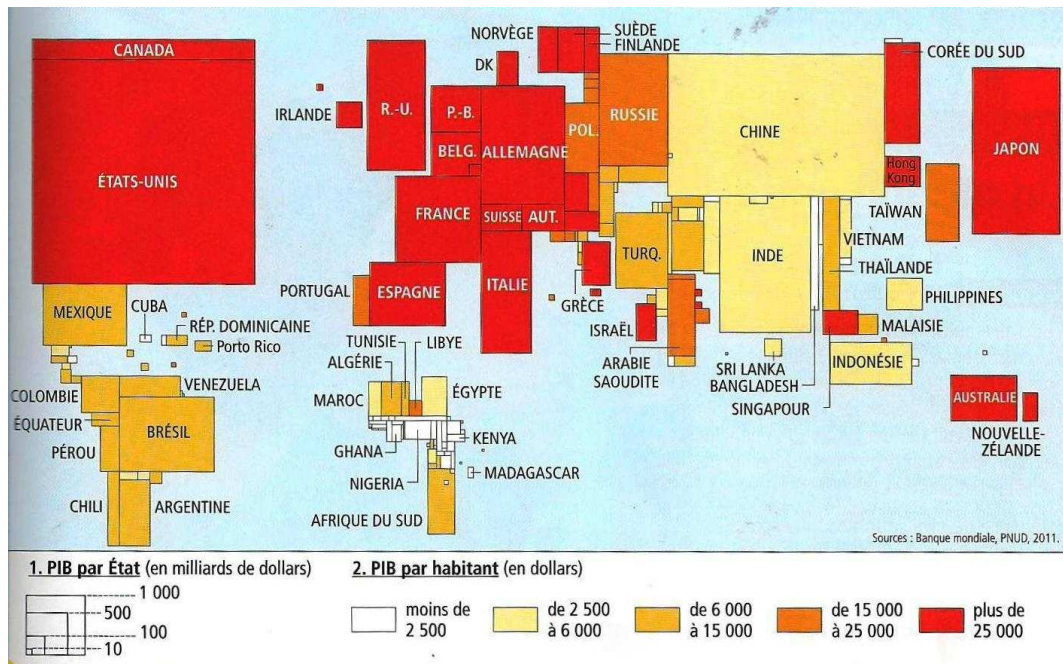 CANADA
ÉTATS-UNIS
MEXIQUE
CUBA
RÉP. DOMINICAINE
Porto Rico
COLOMBIE
VENEZUELA
ÉQUATEUR
BRÉSIL
PÉROU
CHILI
ARGENTINE
NORVÈGE
SUÈDE
FINLANDE
DK
IRLANDE
R.-U.
P.-B.
BELG.
ALLEMAGNE
POL.
RUSSIE
FRANCE
SUISSE
AUT.
PORTUGAL
ESPAGNE
ITALIE
GRÈCE
TURQ.
ISRAËL
ARABIE
SAOUDITE
TUNISIE
LIBYE
ALGÉRIE
MAROC
ÉGYPTE
GHANA
KENYA
NIGERIA
MADAGASCAR
AFRIQUE DU SUD
CHINE
CORÉE DU SUD
JAPON
Hong
Kong
TAÏWAN
INDE
VIETNAM
THAÏLANDE
PHILIPPINES
MALAISIE
SRI LANKA
BANGLADESH
SINGAPOUR
INDONÉSIE
AUSTRALIE
NOUVELLE-
ZÉLANDE
Sources : Banque mondiale, PNUD, 2011.
1. PIB par État (en milliards de dollars)
1 000
500
100
10
2. PIB par habitant (en dollars)
moins de
2 500
de 2 500
à 6 000
de 6 000
à 15 000
de 15 000
à 25 000
plus de
25 000